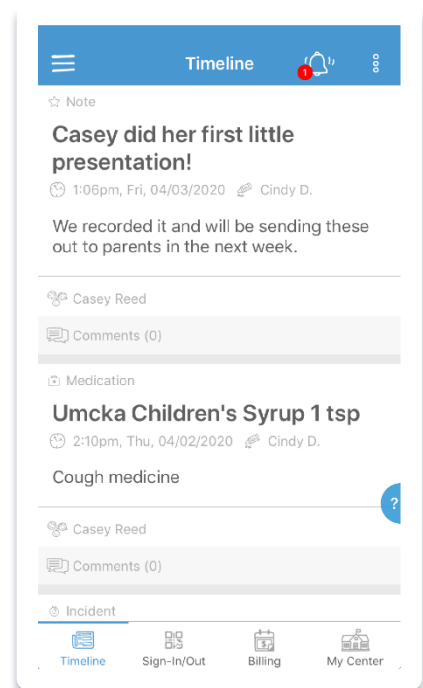 Timeline
1
Note
Casey did her first little
presentation!
1:06pm, Fri, 04/03/2020 Cindy D.
We recorded it and will be sending these
out to parents in the next week.
Casey Reed
Comments (0)
Medication
Umcka Children's Syrup 1 tsp
2:10pm, Thu, 04/02/2020 Cindy D.
Cough medicine
?
Casey Reed
Comments (0)
Incident
Timeline Sign-In/Out Billing My Center